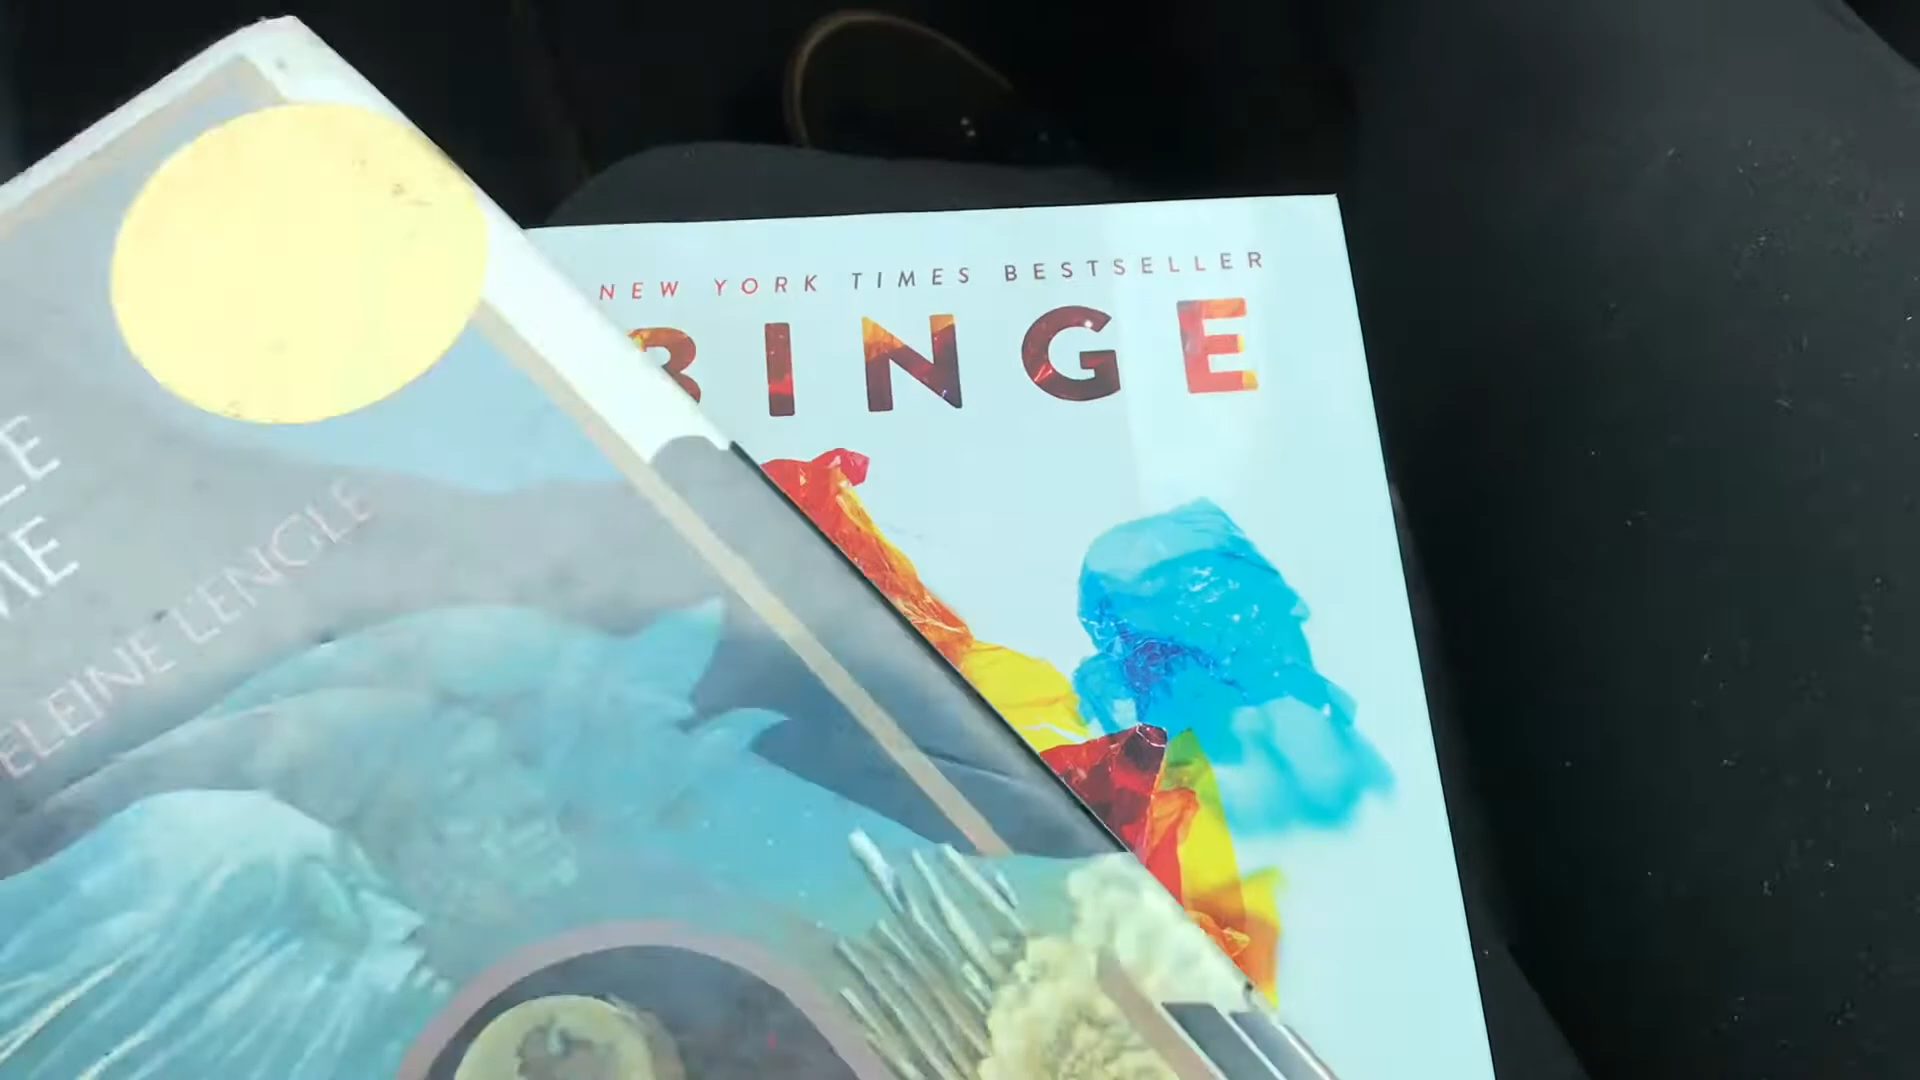 NEW YORK TIMES BESTSELLER
BINGE
LE
ME
ELEINE L'ENGLE